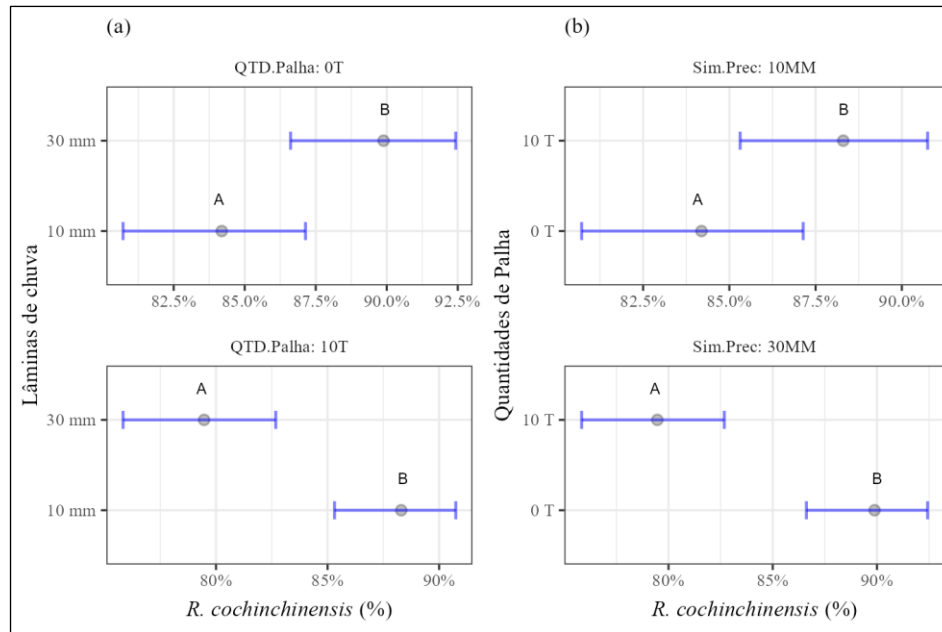 (a)
QTD.Palha: 0T
B
30 mm
A
10 mm
82.5% 85.0% 87.5% 90.0% 92.5%
QTD.Palha: 10T
A
30 mm
B
10 mm
80% 85% 90%
Lâminas de chuva
R. cochinchinensis (%)
(b)
Sim.Prec: 10MM
B
10 T
A
0 T
82.5% 85.0% 87.5% 90.0%
Sim.Prec: 30MM
A
10 T
B
0 T
80% 85% 90%
Quantidades de Palha
R. cochinchinensis (%)